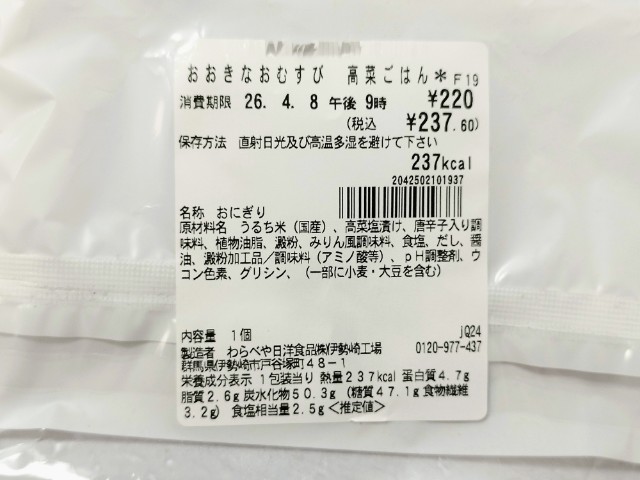 おおきなおむすび 高菜ごはん＊F19
消費期限 26. 4. 8 午後 9時 ¥220
(税込 ¥237.60)
保存方法 直射日光及び高温多湿を避けて下さい
237kcal
2042502101937
名称 おにぎり
原材料名 うるち米（国産）、高菜塩漬け、唐辛子入り調
味料、植物油脂、澱粉、みりん風調味料、食塩、だし、醤
油、澱粉加工品／調味料（アミノ酸等）、pH調整剤、ウ
コン色素、グリシン、（一部に小麦・大豆を含む）
内容量 1個 JQ24
製造者 わらべや日洋食品㈱伊勢崎工場 0120-977-437
群馬県伊勢崎市戸谷塚町48-1
栄養成分表示 1包装当り 熱量237kcal 蛋白質4.7g
脂質2.6g 炭水化物50.3g (糖質47.1g 食物繊維
3.2g) 食塩相当量2.5g<推定値>